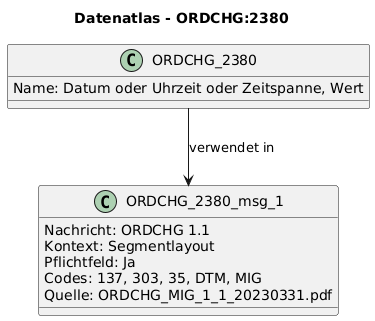 Datenatlas - ORDCHG:2380
C ORDCHG_2380
Name: Datum oder Uhrzeit oder Zeitspanne, Wert
verwendet in
C ORDCHG_2380_msg_1
Nachricht: ORDCHG 1.1
Kontext: Segmentlayout
Pflichtfeld: Ja
Codes: 137, 303, 35, DTM, MIG
Quelle: ORDCHG_MIG_1_1_20230331.pdf